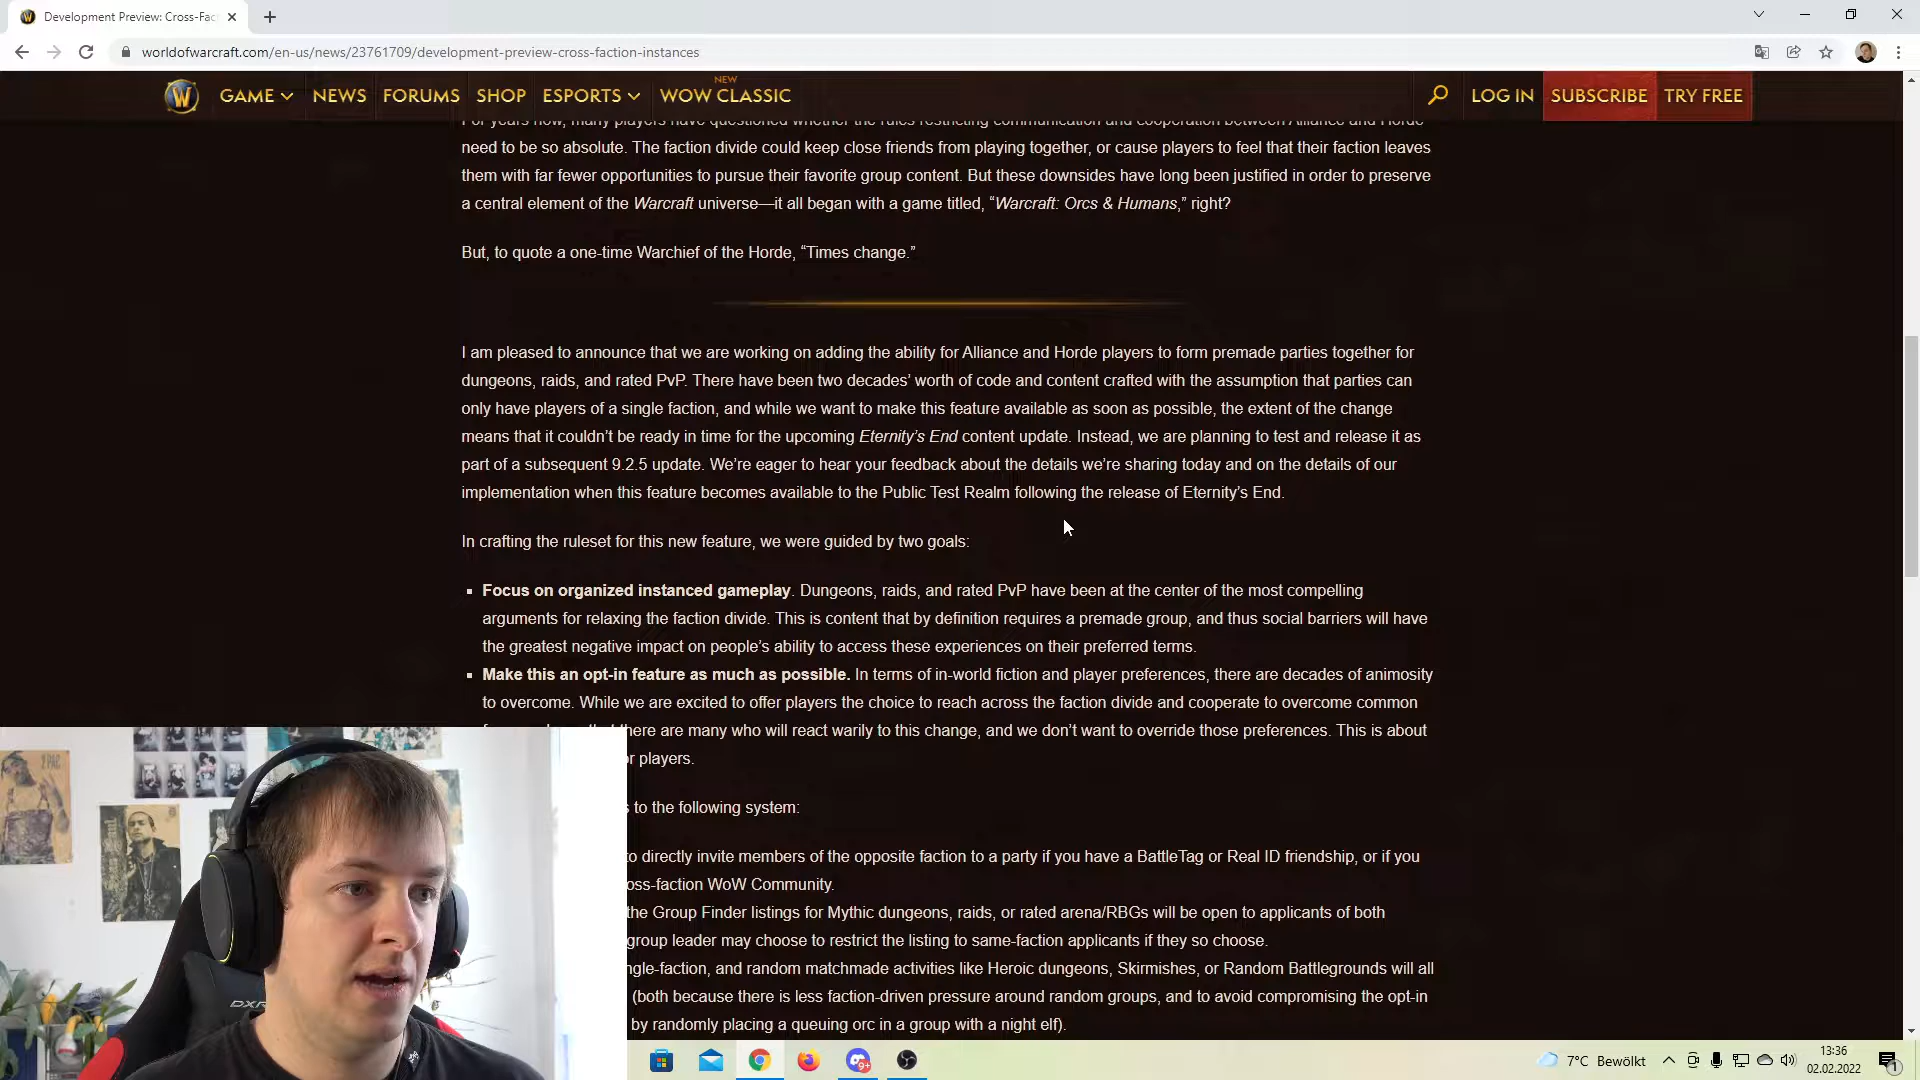 Development Preview: Cross-Fac
worldofwarcraft.com/en-us/news/23761709/development-preview-cross-faction-instances
GAME NEWS FORUMS SHOP ESPORTS NEW WOW CLASSIC LOG IN SUBSCRIBE TRY FREE
For years now, many players have questioned whether the rules restricting communication and cooperation between Alliance and Horde
need to be so absolute. The faction divide could keep close friends from playing together, or cause players to feel that their faction leaves
them with far fewer opportunities to pursue their favorite group content. But these downsides have long been justified in order to preserve
a central element of the Warcraft universe—it all began with a game titled, “Warcraft: Orcs & Humans,” right?
But, to quote a one-time Warchief of the Horde, “Times change.”
I am pleased to announce that we are working on adding the ability for Alliance and Horde players to form premade parties together for
dungeons, raids, and rated PvP. There have been two decades’ worth of code and content crafted with the assumption that parties can
only have players of a single faction, and while we want to make this feature available as soon as possible, the extent of the change
means that it couldn’t be ready in time for the upcoming Eternity’s End content update. Instead, we are planning to test and release it as
part of a subsequent 9.2.5 update. We’re eager to hear your feedback about the details we’re sharing today and on the details of our
implementation when this feature becomes available to the Public Test Realm following the release of Eternity’s End.
In crafting the ruleset for this new feature, we were guided by two goals:
Focus on organized instanced gameplay. Dungeons, raids, and rated PvP have been at the center of the most compelling
arguments for relaxing the faction divide. This is content that by definition requires a premade group, and thus social barriers will have
the greatest negative impact on people’s ability to access these experiences on their preferred terms.
Make this an opt-in feature as much as possible. In terms of in-world fiction and player preferences, there are decades of animosity
to overcome. While we are excited to offer players the choice to reach across the faction divide and cooperate to overcome common
there are many who will react warily to this change, and we don’t want to override those preferences. This is about
r players.
s to the following system:
to directly invite members of the opposite faction to a party if you have a BattleTag or Real ID friendship, or if you
oss-faction WoW Community.
the Group Finder listings for Mythic dungeons, raids, or rated arena/RBGs will be open to applicants of both
group leader may choose to restrict the listing to same-faction applicants if they so choose.
ngle-faction, and random matchmade activities like Heroic dungeons, Skirmishes, or Random Battlegrounds will all
(both because there is less faction-driven pressure around random groups, and to avoid compromising the opt-in
by randomly placing a queuing orc in a group with a night elf).
2 PAC
DXR
9+
7°C Bewölkt
13:36
02.02.2022
1